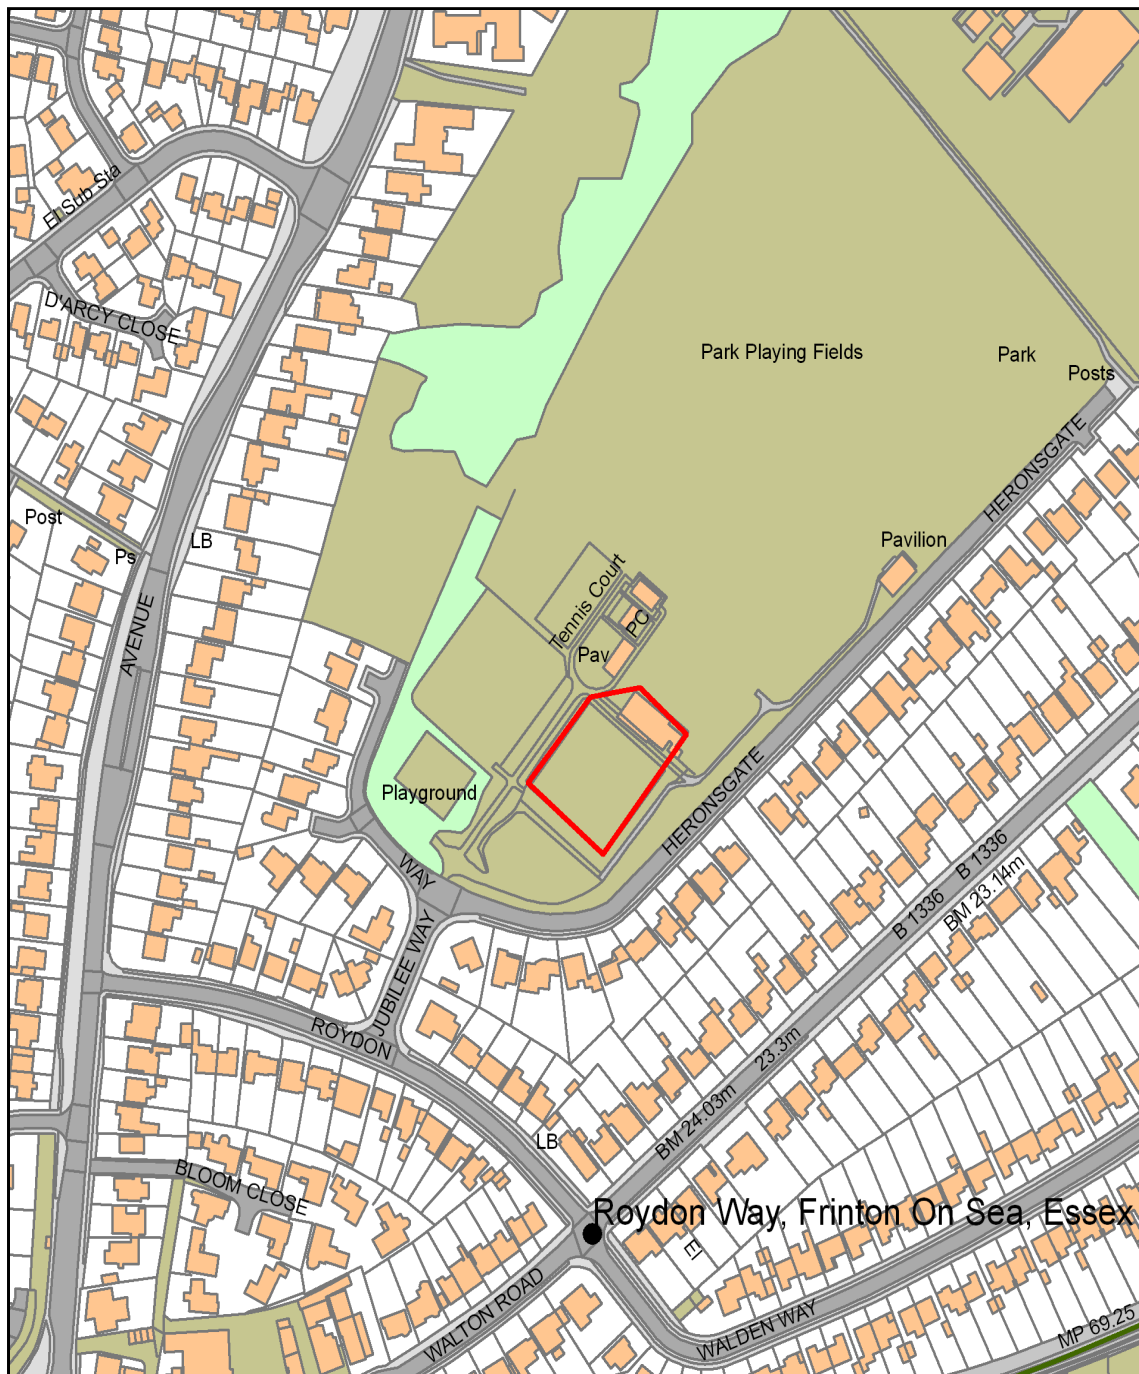 El Sub Sta
D'ARCY CLOSE
Park Playing Fields
Park
Posts
HERONSGATE
Post
Ps
LB
Pavilion
Tennis Court
PC
Pav
AVENUE
Playground
HERONSGATE
WAY
B 1336
B 1336
BM 23.14m
JUBILEE WAY
ROYDON
23.3m
BM 24.03m
LB
BLOOM CLOSE
Roydon Way, Frinton On Sea, Essex
El
WALTON ROAD
WALDEN WAY
MP 69.25